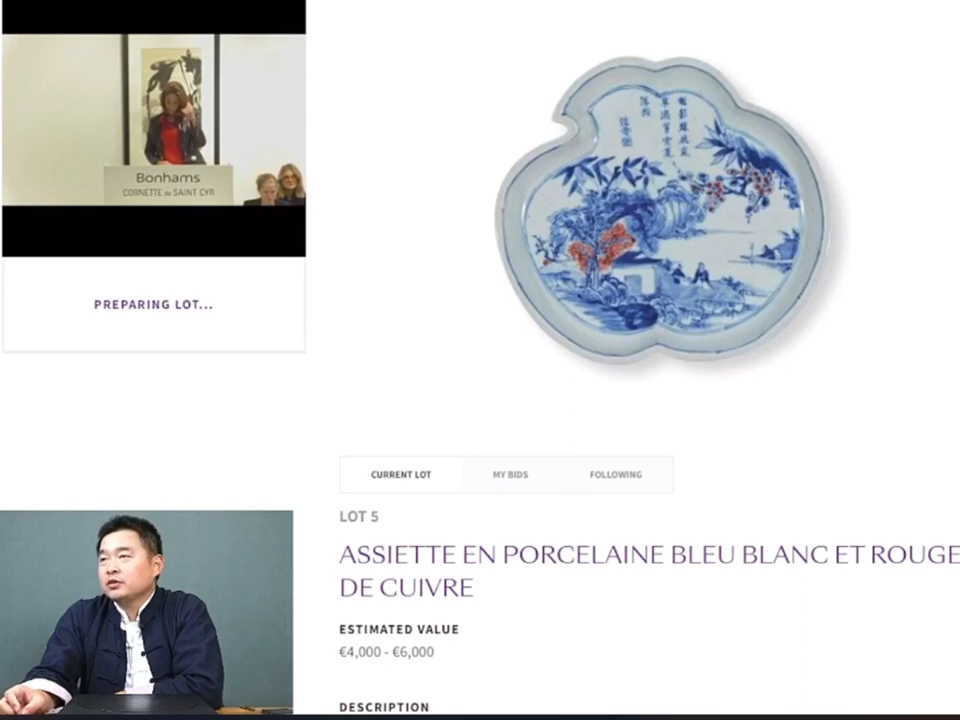 Bonhams
CORNETTE de SAINT CYR
PREPARING LOT...
CURRENT LOT
MY BIDS
FOLLOWING
LOT 5
ASSIETTE EN PORCELAINE BLEU BLANC ET ROUGE
DE CUIVRE
ESTIMATED VALUE
€4,000 - €6,000
DESCRIPTION